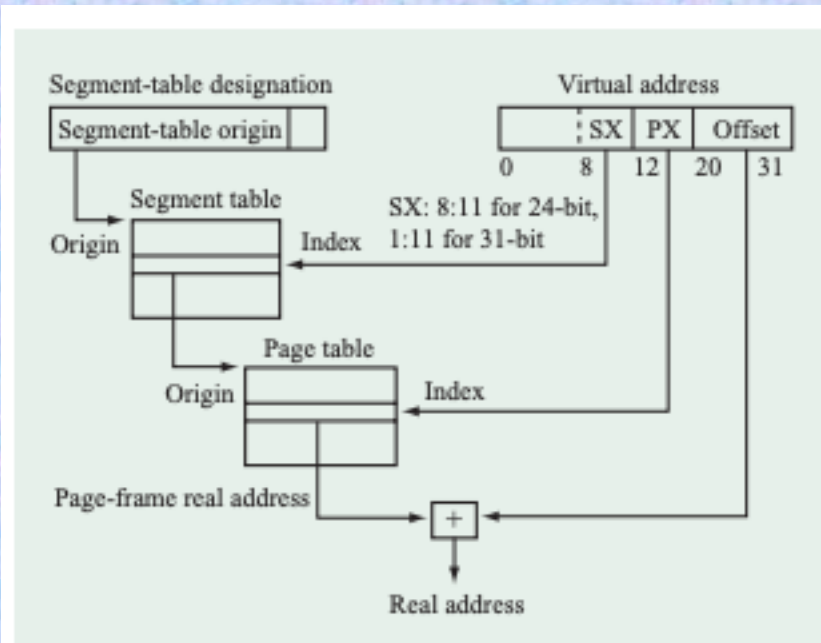 Segment-table designation
Virtual address
Segment-table origin
SX PX Offset
0 8 12 20 31
Segment table
SX: 8:11 for 24-bit,
Origin
Index
1:11 for 31-bit
Page table
Origin
Index
Page-frame real address
+
Real address